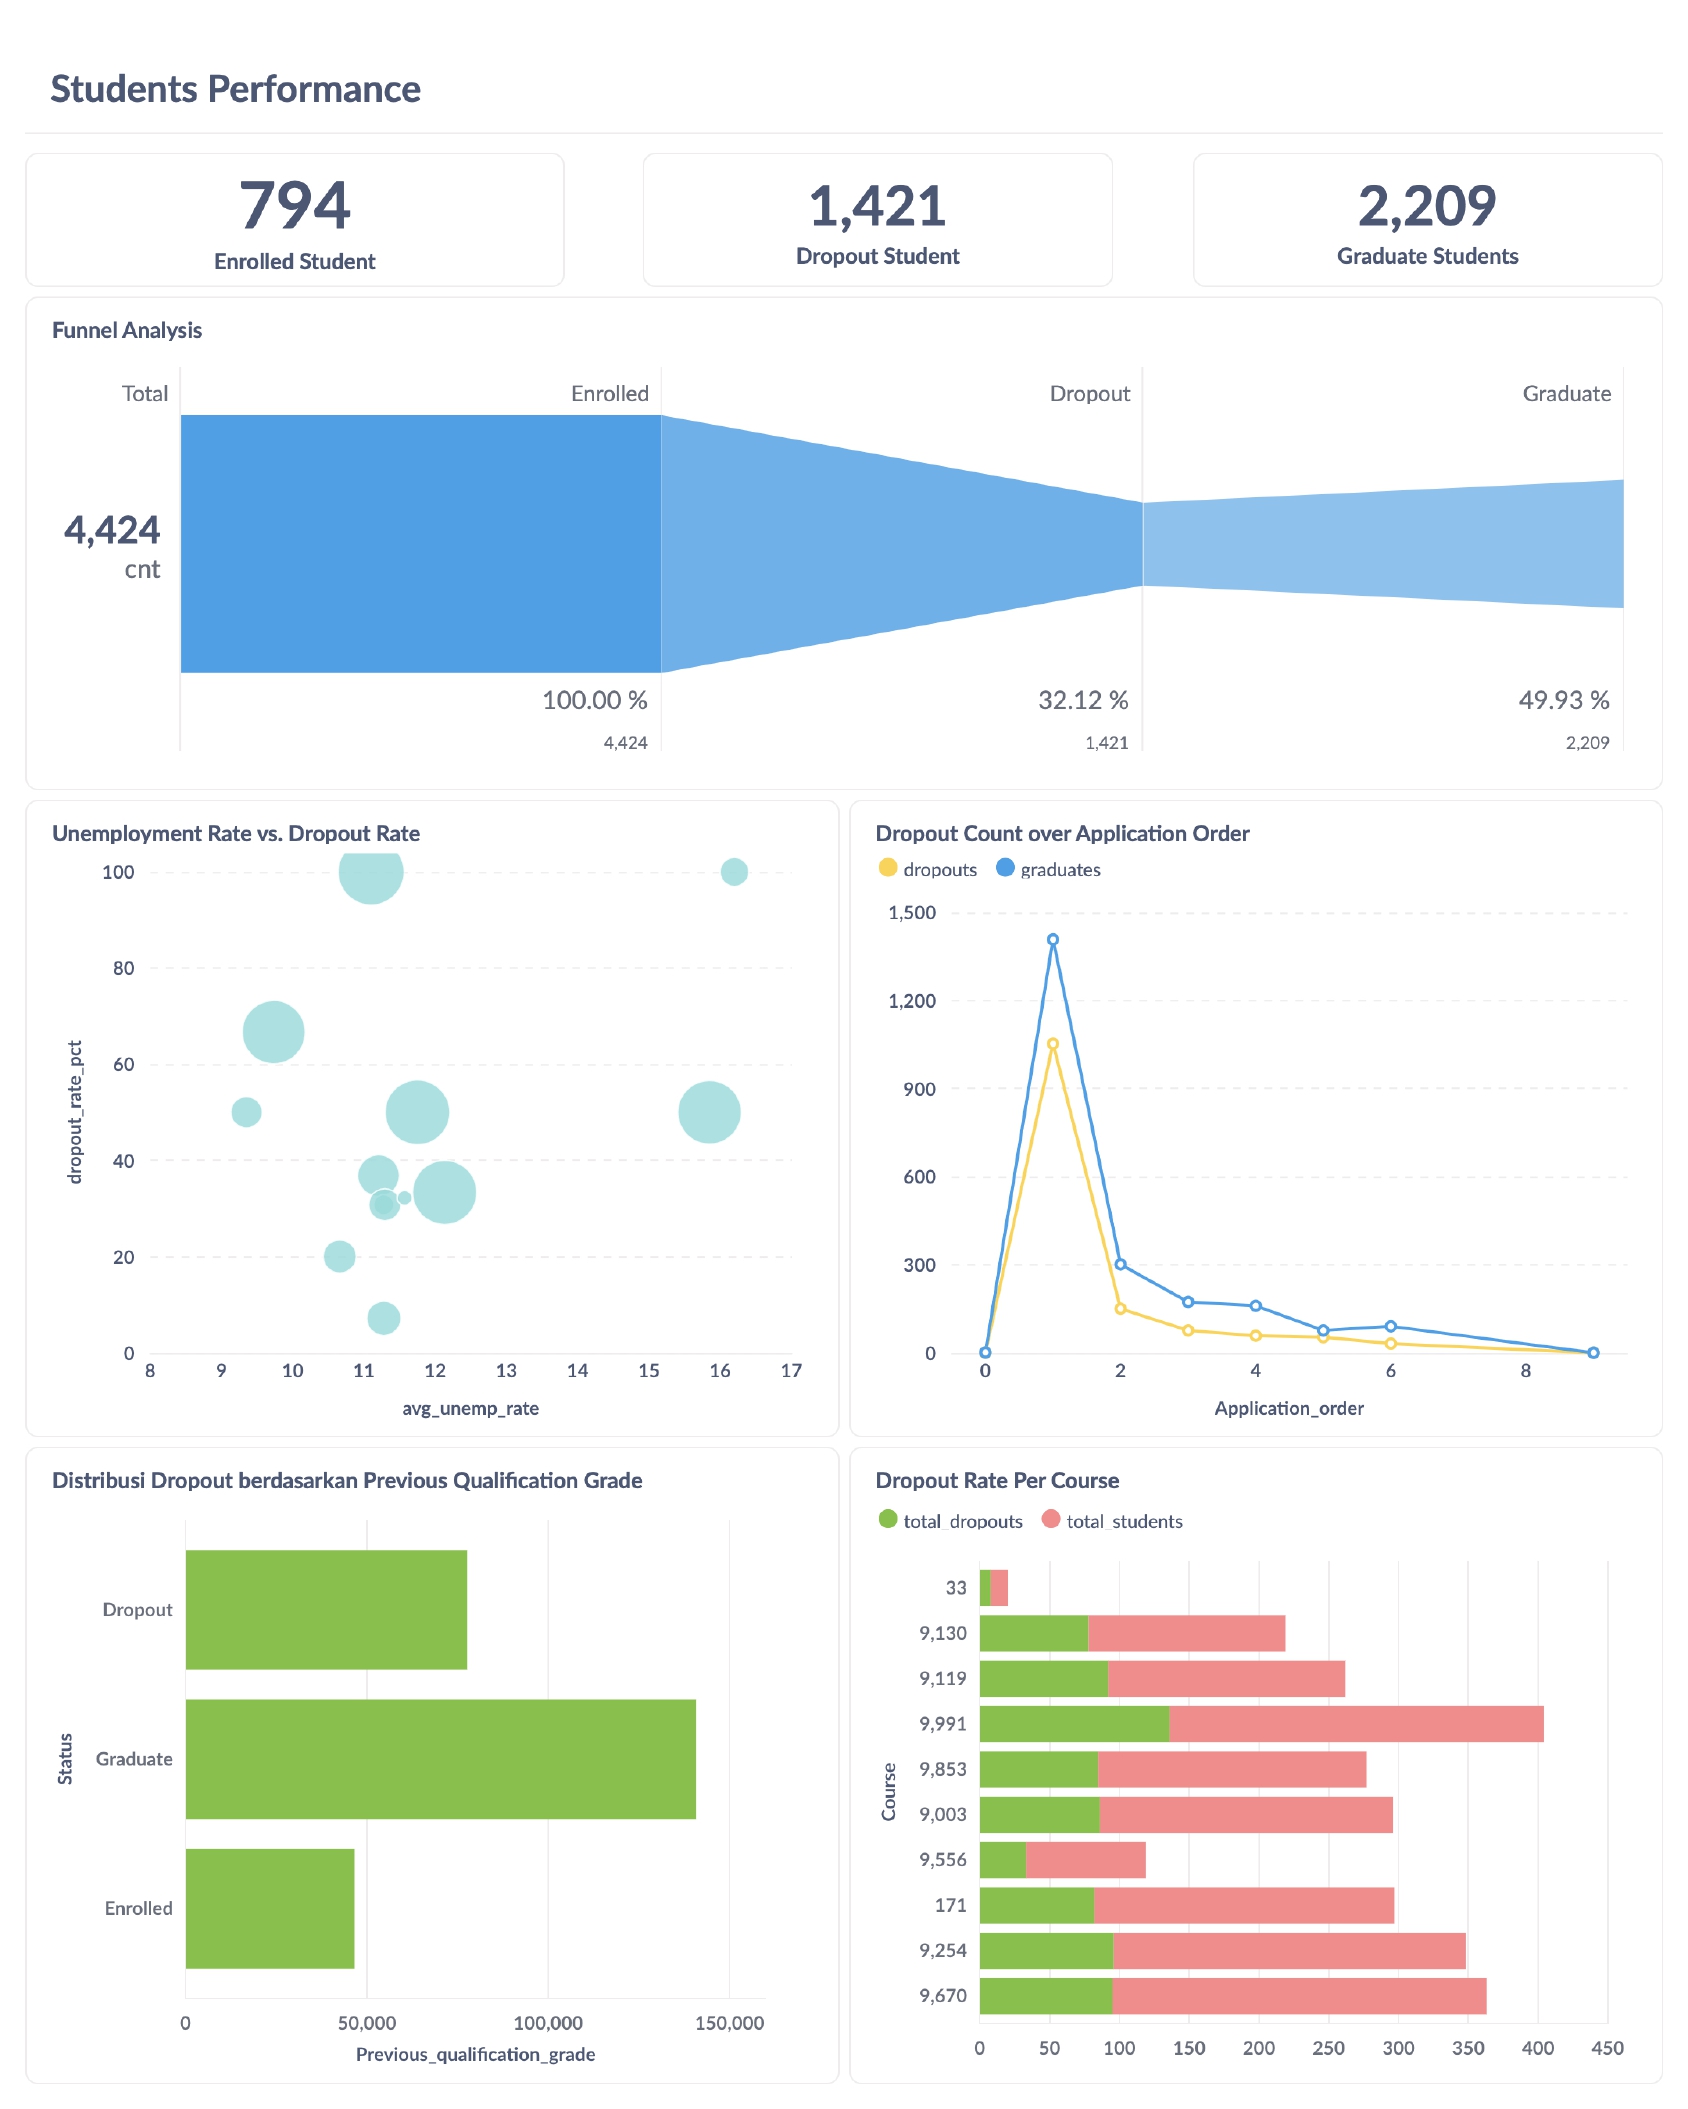 Students Performance
794
Enrolled Student
1,421
Dropout Student
2,209
Graduate Students
Funnel Analysis
Total
Enrolled
Dropout
Graduate
4,424
cnt
100.00 %
32.12 %
49.93 %
4,424
1,421
2,209
Unemployment Rate vs. Dropout Rate
100
80
60
40
20
0
dropout_rate_pct
8 9 10 11 12 13 14 15 16 17
avg_unemp_rate
Dropout Count over Application Order
dropouts graduates
1,500
1,200
900
600
300
0
0 2 4 6 8
Application_order
Distribusi Dropout berdasarkan Previous Qualification Grade
Status
Dropout
Graduate
Enrolled
0 50,000 100,000 150,000
Previous_qualification_grade
Dropout Rate Per Course
total_dropouts total_students
Course
33
9,130
9,119
9,991
9,853
9,003
9,556
171
9,254
9,670
0 50 100 150 200 250 300 350 400 450